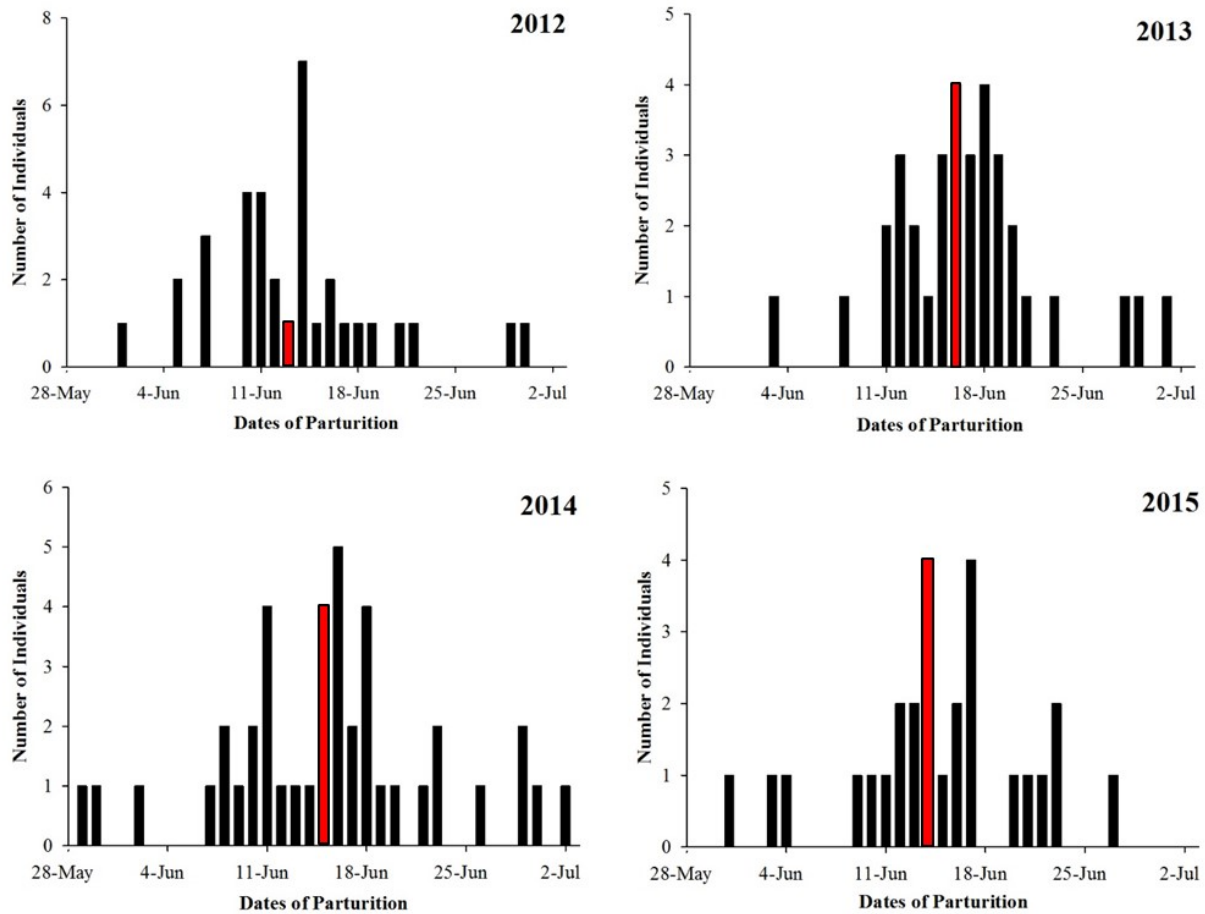 2012
Number of Individuals
8
6
4
2
0
28-May 4-Jun 11-Jun 18-Jun 25-Jun 2-Jul
Dates of Parturition
2013
Number of Individuals
5
4
3
2
1
0
28-May 4-Jun 11-Jun 18-Jun 25-Jun 2-Jul
Dates of Parturition
2014
Number of Individuals
6
5
4
3
2
1
0
28-May 4-Jun 11-Jun 18-Jun 25-Jun 2-Jul
Dates of Parturition
2015
Number of Individuals
5
4
3
2
1
0
28-May 4-Jun 11-Jun 18-Jun 25-Jun 2-Jul
Dates of Parturition